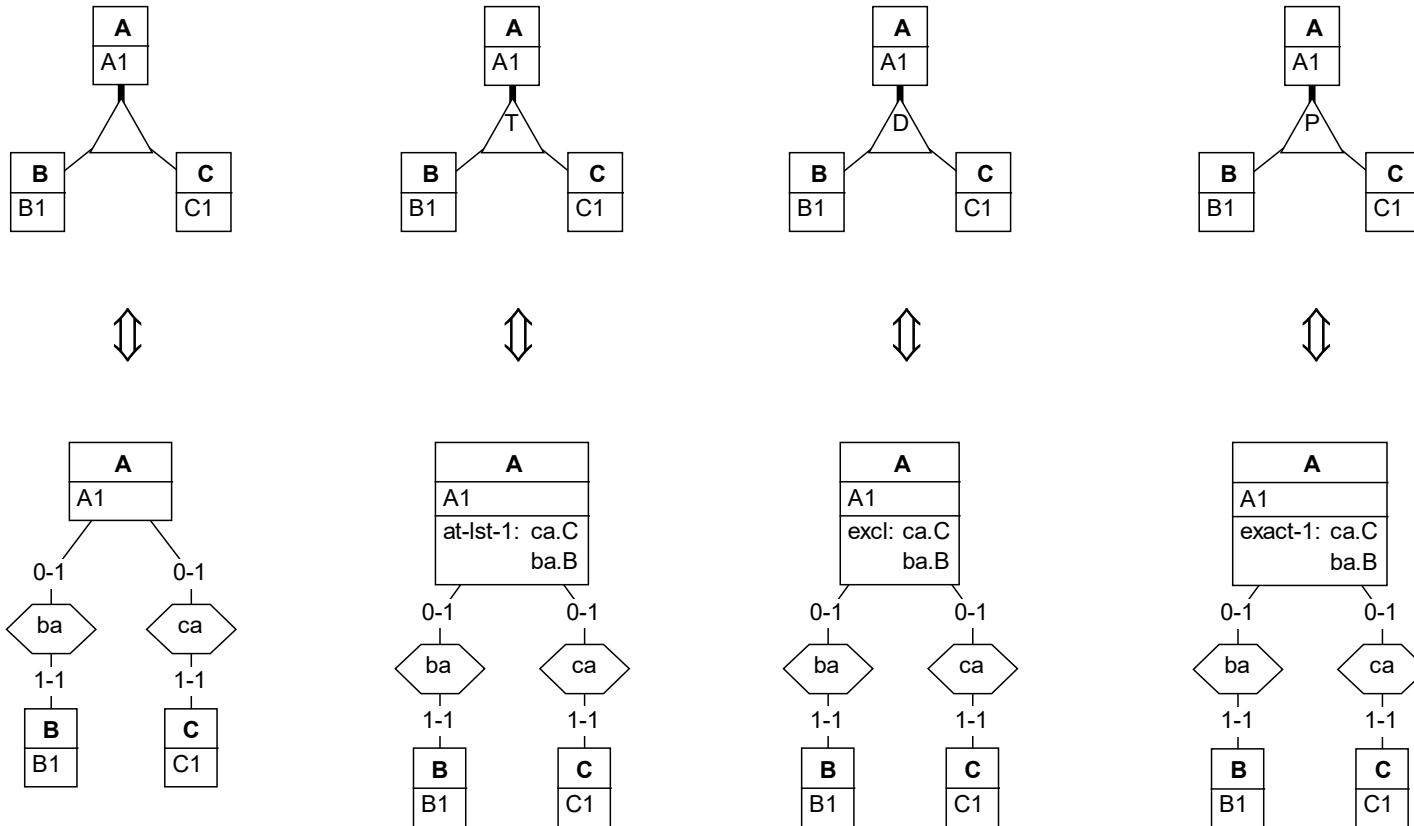 A A A A
A1 A1 A1 A1
T D P
B C B C B C B C
B1 C1 B1 C1 B1 C1 B1 C1
A A A A
A1 A1 A1 A1
at-lst-1: ca.C excl: ca.C exact-1: ca.C
ba.B ba.B ba.B
0-1 0-1
0-1 0-1 0-1 0-1 0-1 0-1
ba ca
ba ca ba ca ba ca
1-1 1-1
1-1 1-1 1-1 1-1 1-1 1-1
B C
B1 C1
B C B C B C
B1 C1 B1 C1 B1 C1